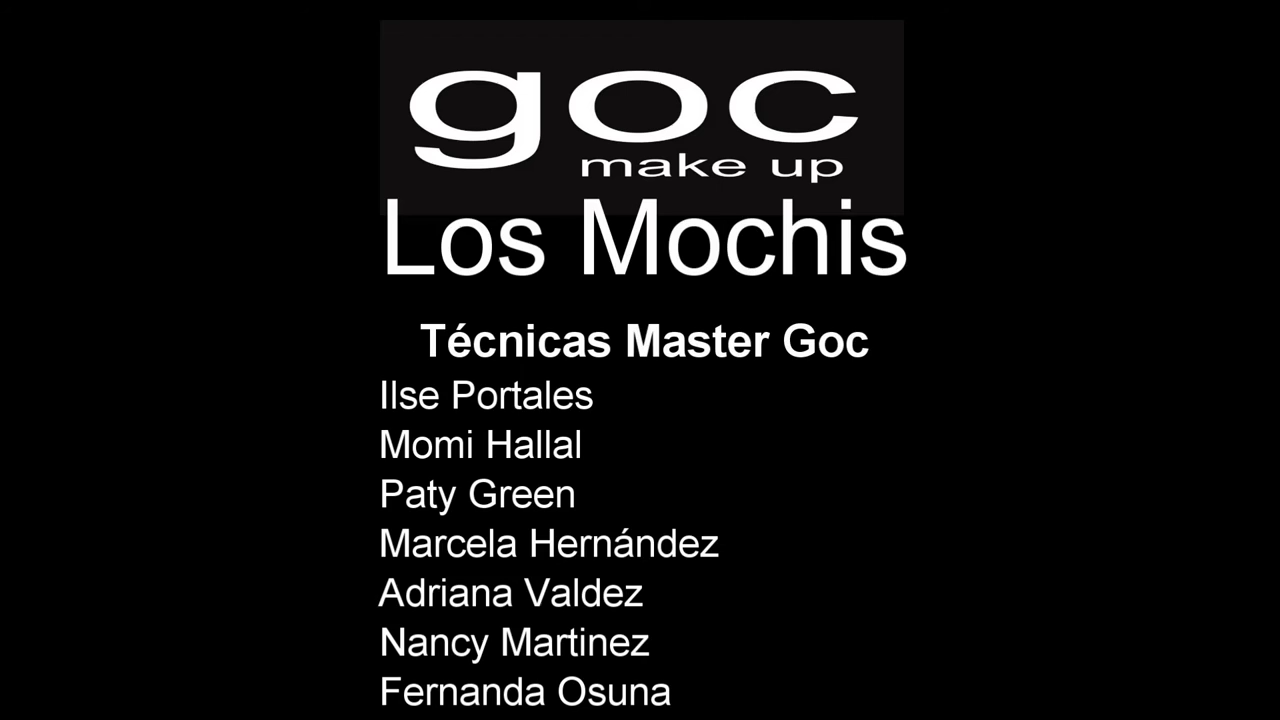 goc
make up
Los Mochis
Técnicas Master Goc
Ilse Portales
Momi Hallal
Paty Green
Marcela Hernández
Adriana Valdez
Nancy Martinez
Fernanda Osuna